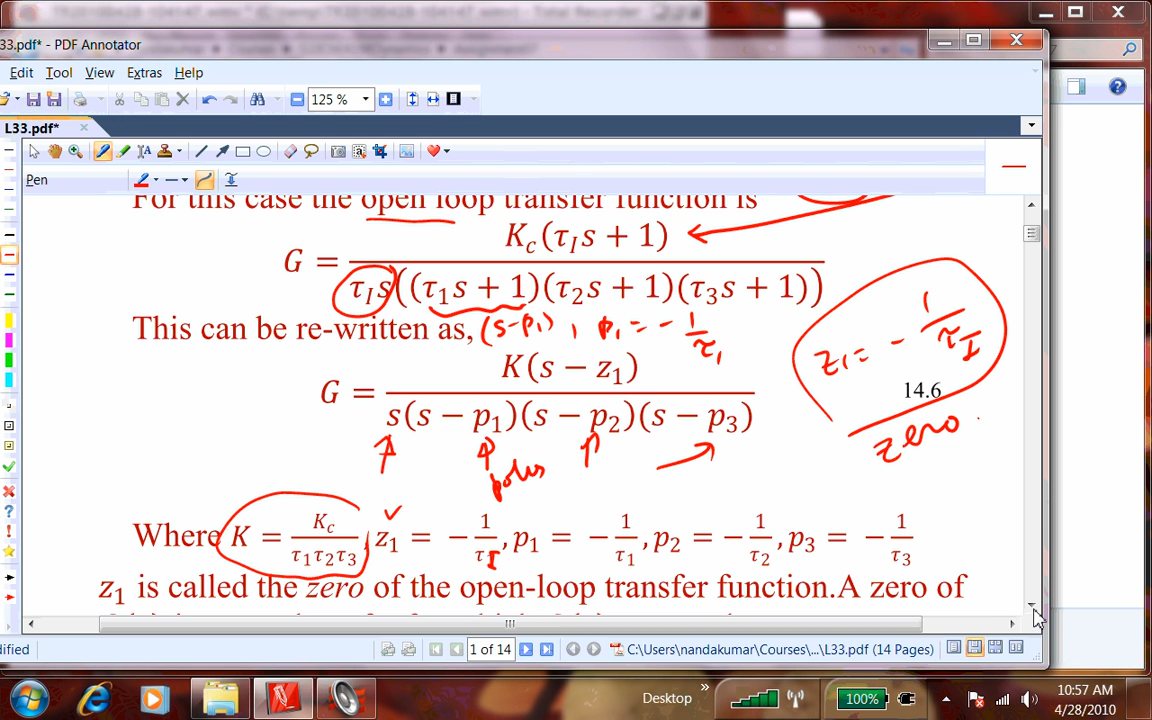 33.pdf* - PDF Annotator
Edit Tool View Extras Help
125 %
L33.pdf*
Pen
For this case the open loop transfer function is
G = K_c(τ_I s + 1) / τ_I s((τ_1 s + 1)(τ_2 s + 1)(τ_3 s + 1))
This can be re-written as, (s-p_1), p_1 = - 1/τ_1
G = K(s − z_1) / s(s − p_1)(s − p_2)(s − p_3)
z_1 = - 1/τ_I
14.6
zero
poles
Where K = K_c / τ_1τ_2τ_3, z_1 = − 1/τ_I, p_1 = − 1/τ_1, p_2 = − 1/τ_2, p_3 = − 1/τ_3
z_1 is called the zero of the open-loop transfer function.A zero of
dified
1 of 14
C:\Users\nandakumar\Courses\...\L33.pdf (14 Pages)
Desktop
»
100%
10:57 AM
4/28/2010